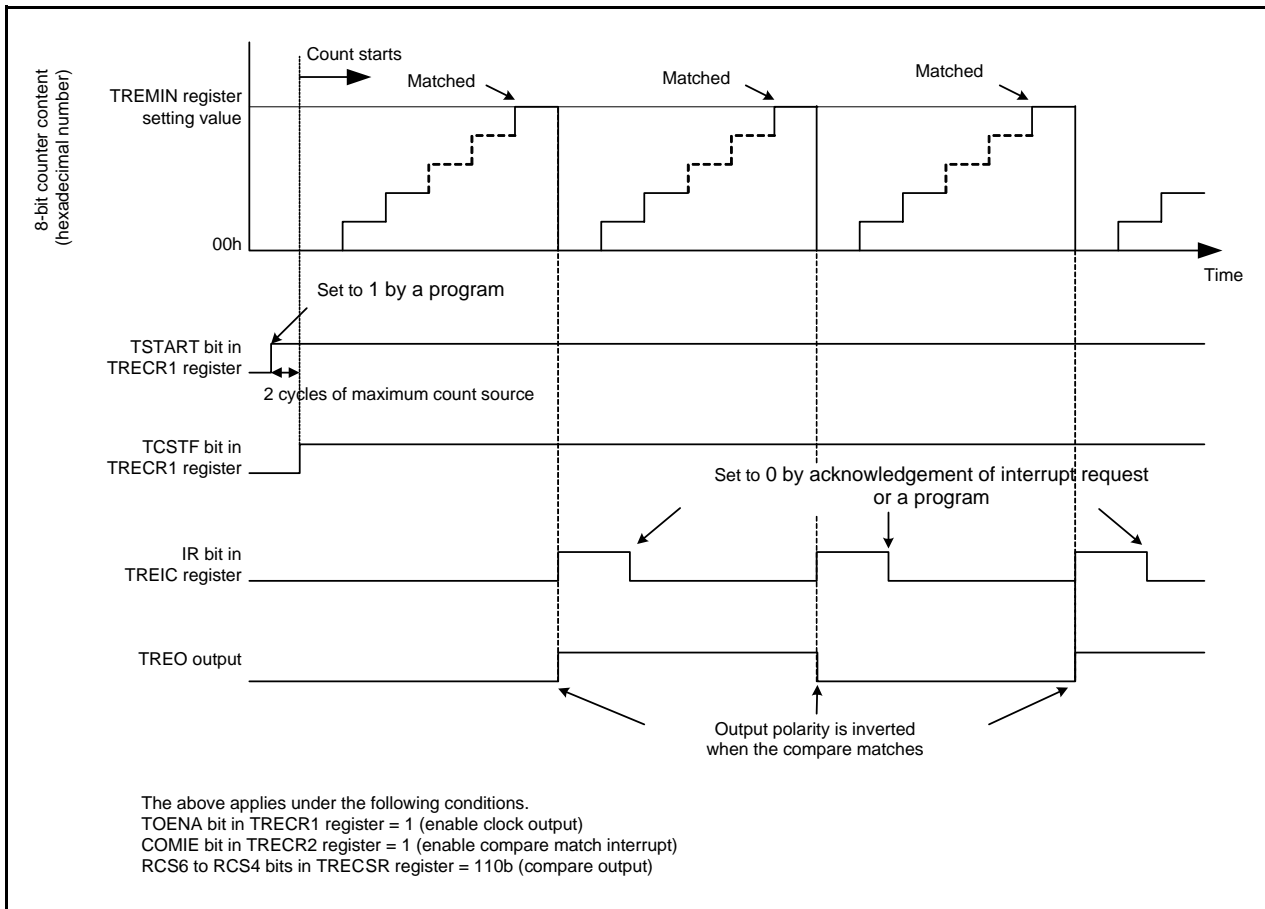 8-bit counter content
(hexadecimal number)
Count starts
Matched
Matched
Matched
TREMIN register
setting value
00h
Time
Set to 1 by a program
TSTART bit in
TRECR1 register
2 cycles of maximum count source
TCSTF bit in
TRECR1 register
Set to 0 by acknowledgement of interrupt request
or a program
IR bit in
TREIC register
TREO output
Output polarity is inverted
when the compare matches
The above applies under the following conditions.
TOENA bit in TRECR1 register = 1 (enable clock output)
COMIE bit in TRECR2 register = 1 (enable compare match interrupt)
RCS6 to RCS4 bits in TRECSR register = 110b (compare output)